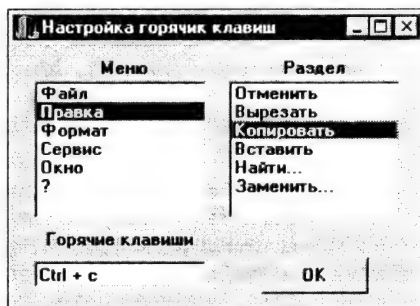 Настройка горячих клавиш
Меню
Файл
Правка
Формат
Сервис
Окно
?
Раздел
Отменить
Вырезать
Копировать
Вставить
Найти...
Заменить...
Горячие клавиши
Ctrl + c
OK